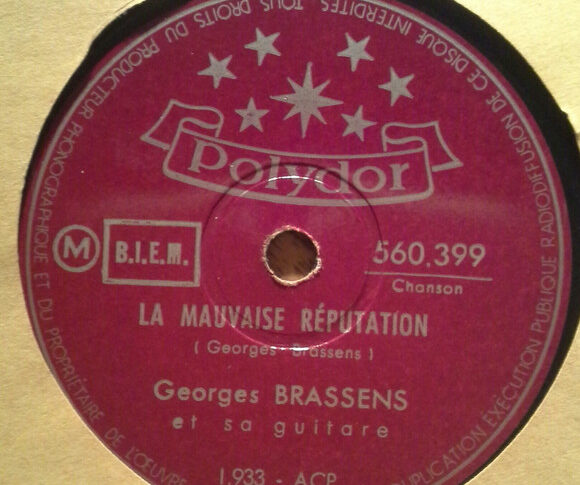 DU PRODUCTEUR PHONOGRAPHIQUE ET DU PROPRIÉTAIRE DE L'ŒUVRE
INTERDITES TOUS DROITS
PUBLICATION EXÉCUTION PUBLIQUE RADIODIFFUSION DE CE DISQUE
Polydor
M
B.I.E.M.
560.399
Chanson
LA MAUVAISE RÉPUTATION
( Georges Brassens )
Georges BRASSENS
et sa guitare
1.933 - ACP